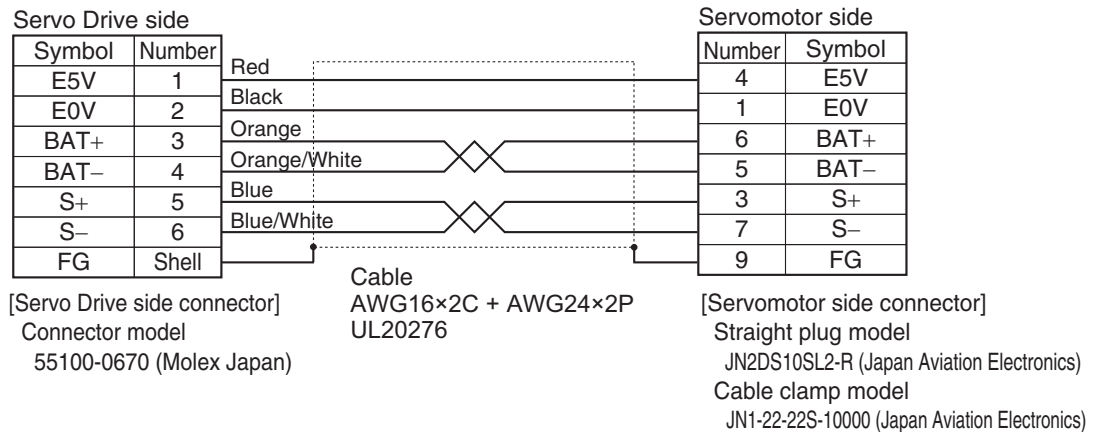 Servo Drive side
Symbol Number
E5V 1
E0V 2
BAT+ 3
BAT− 4
S+ 5
S− 6
FG Shell
Red
Black
Orange
Orange/White
Blue
Blue/White
Servomotor side
Number Symbol
4 E5V
1 E0V
6 BAT+
5 BAT−
3 S+
7 S−
9 FG
Cable
AWG16×2C + AWG24×2P
UL20276
[Servo Drive side connector]
Connector model
55100-0670 (Molex Japan)
[Servomotor side connector]
Straight plug model
JN2DS10SL2-R (Japan Aviation Electronics)
Cable clamp model
JN1-22-22S-10000 (Japan Aviation Electronics)